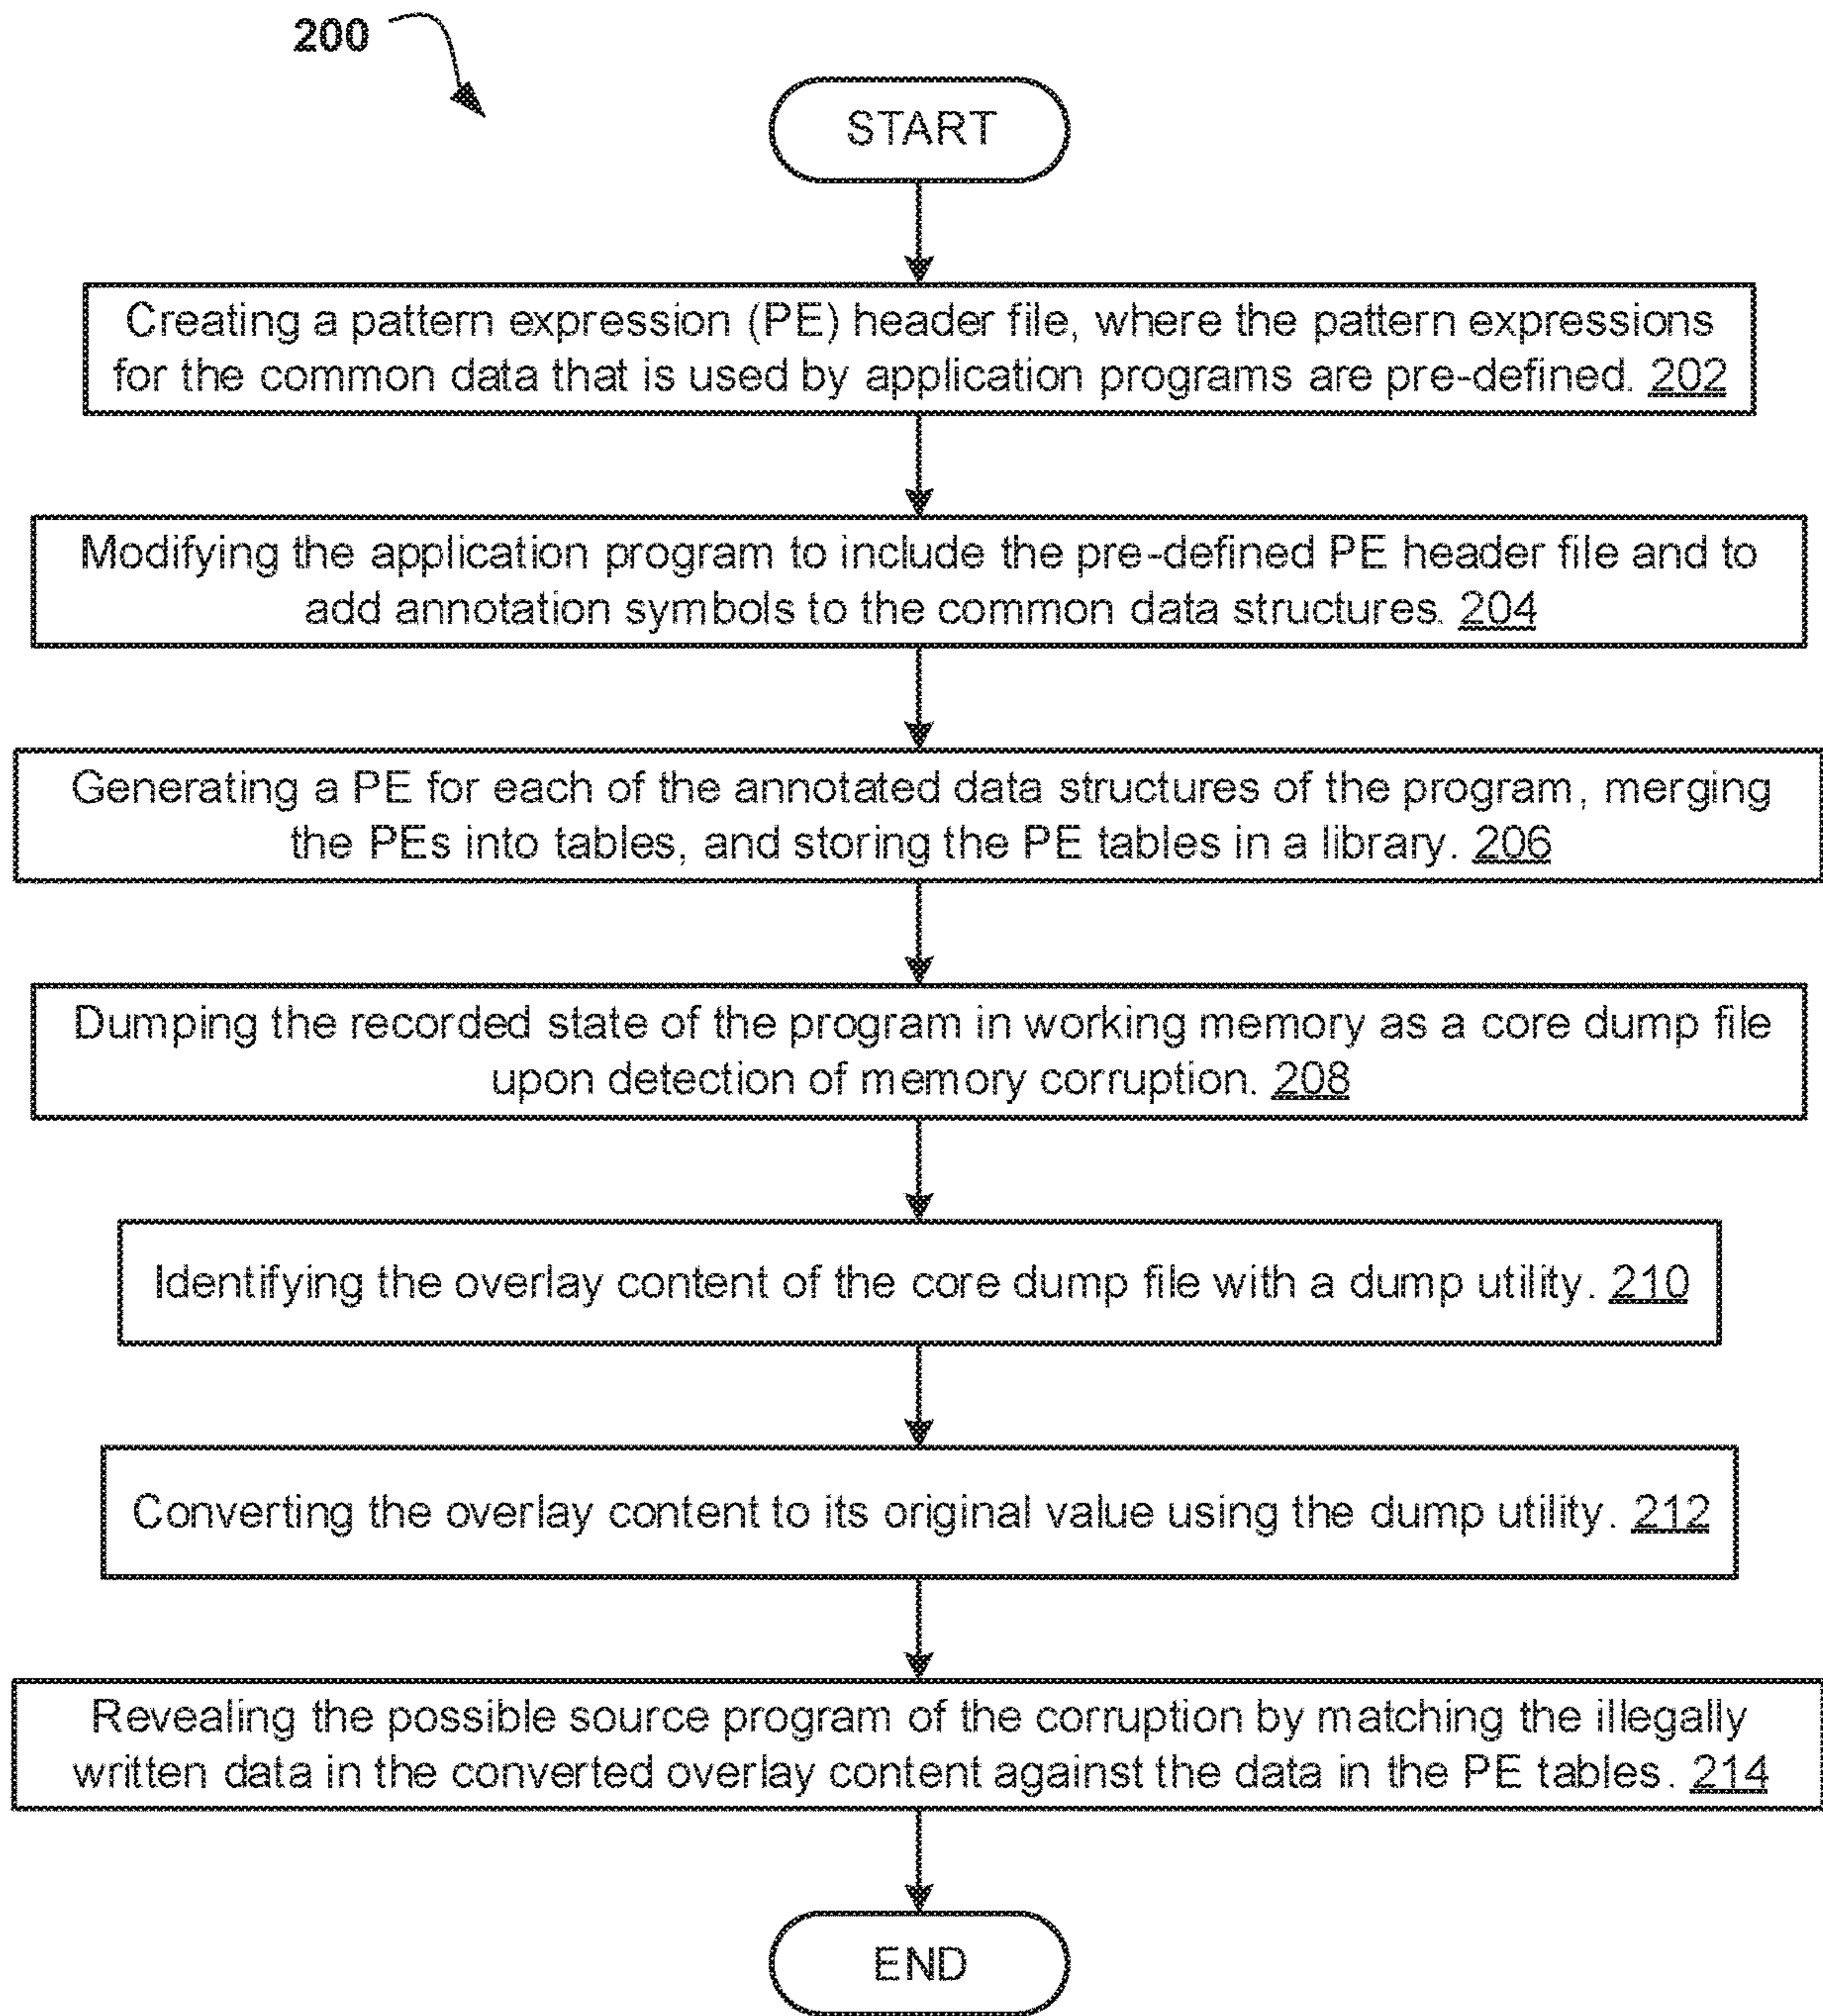 200
START
Creating a pattern expression (PE) header file, where the pattern expressions
for the common data that is used by application programs are pre-defined. 202
Modifying the application program to include the pre-defined PE header file and to
add annotation symbols to the common data structures. 204
Generating a PE for each of the annotated data structures of the program, merging
the PEs into tables, and storing the PE tables in a library. 206
Dumping the recorded state of the program in working memory as a core dump file
upon detection of memory corruption. 208
Identifying the overlay content of the core dump file with a dump utility. 210
Converting the overlay content to its original value using the dump utility. 212
Revealing the possible source program of the corruption by matching the illegally
written data in the converted overlay content against the data in the PE tables. 214
END